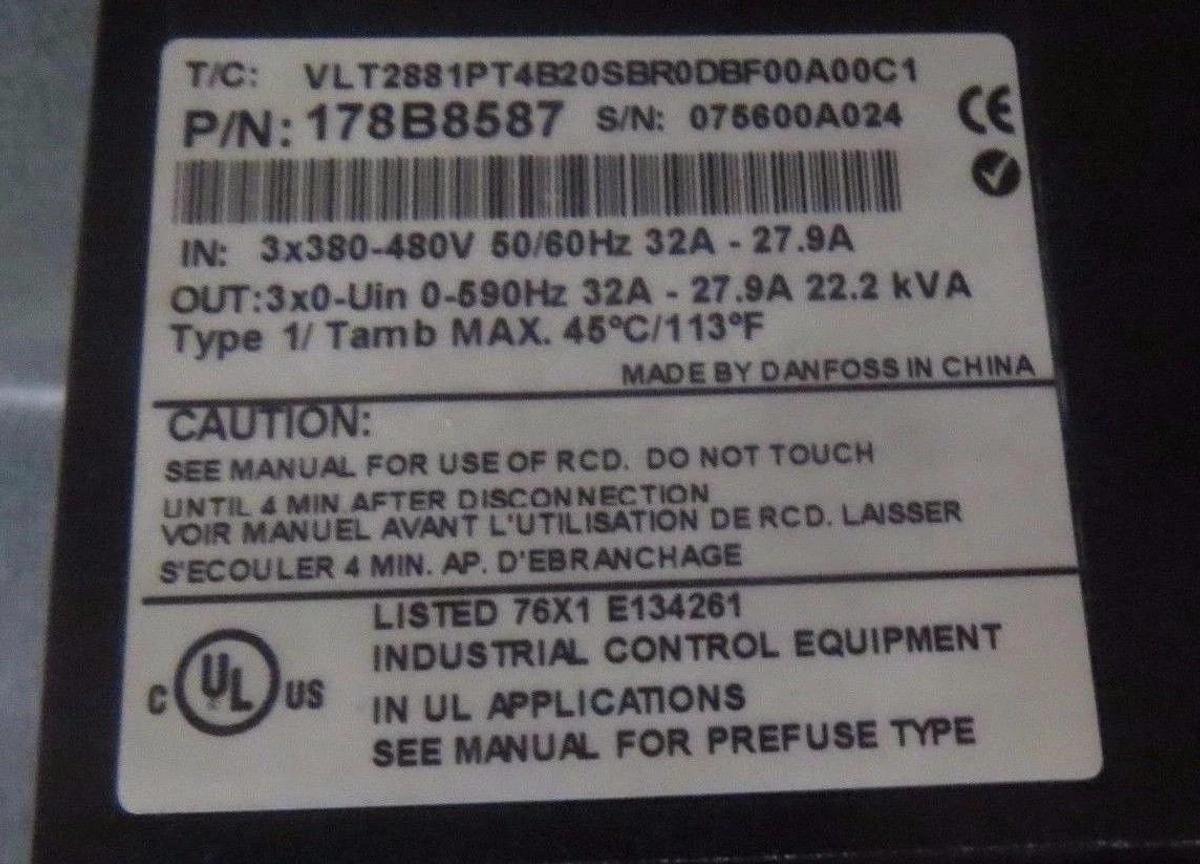 T/C: VLT2881PT4B20SBR0DBF00A00C1
P/N: 178B8587 S/N: 075600A024
CE
IN: 3x380-480V 50/60Hz 32A - 27.9A
OUT:3x0-Uin 0-590Hz 32A - 27.9A 22.2 kVA
Type 1/ Tamb MAX. 45°C/113°F
MADE BY DANFOSS IN CHINA
CAUTION:
SEE MANUAL FOR USE OF RCD. DO NOT TOUCH
UNTIL 4 MIN AFTER DISCONNECTION
VOIR MANUEL AVANT L'UTILISATION DE RCD. LAISSER
S'ECOULER 4 MIN. AP. D'EBRANCHAGE
C UL US
LISTED 76X1 E134261
INDUSTRIAL CONTROL EQUIPMENT
IN UL APPLICATIONS
SEE MANUAL FOR PREFUSE TYPE